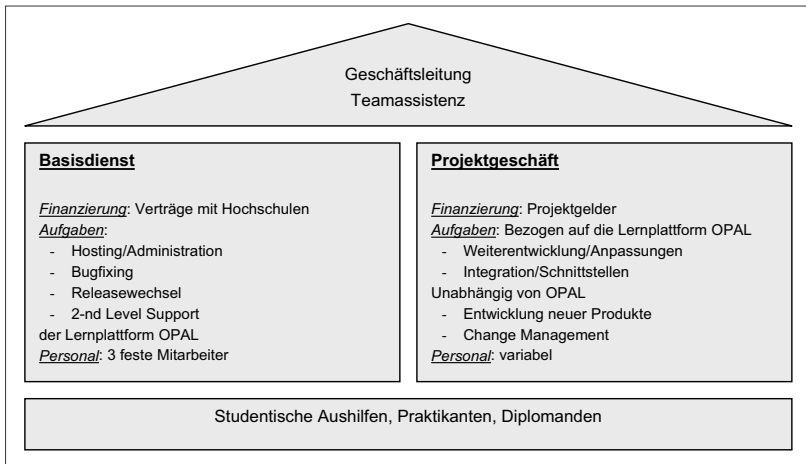 Geschäftsleitung
Teamassistenz
Basisdienst
Finanzierung: Verträge mit Hochschulen
Aufgaben:
- Hosting/Administration
- Bugfixing
- Releasewechsel
- 2-nd Level Support
der Lernplattform OPAL
Personal: 3 feste Mitarbeiter
Projektgeschäft
Finanzierung: Projektgelder
Aufgaben: Bezogen auf die Lernplattform OPAL
- Weiterentwicklung/Anpassungen
- Integration/Schnittstellen
Unabhängig von OPAL
- Entwicklung neuer Produkte
- Change Management
Personal: variabel
Studentische Aushilfen, Praktikanten, Diplomanden